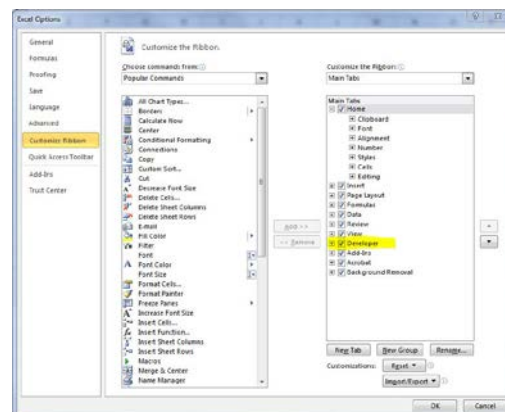 Excel Options
General
Formulas
Proofing
Save
Language
Advanced
Customize Ribbon
Quick Access Toolbar
Add-Ins
Trust Center
Customize the Ribbon.
Choose commands from:
Popular Commands
All Chart Types...
Borders
Calculate Now
Center
Conditional Formatting
Connections
Copy
Custom Sort...
Cut
Decrease Font Size
Delete Cells...
Delete Sheet Columns
Delete Sheet Rows
E-mail
Fill Color
Filter
Font
Font Color
Font Size
Format Cells...
Format Painter
Freeze Panes
Increase Font Size
Insert Cells...
Insert Function...
Insert Sheet Columns
Insert Sheet Rows
Macros
Merge & Center
Name Manager
Add >>
<< Remove
Customize the Ribbon:
Main Tabs
Main Tabs
Home
Clipboard
Font
Alignment
Number
Styles
Cells
Editing
Insert
Page Layout
Formulas
Data
Review
View
Developer
Add-Ins
Acrobat
Background Removal
New Tab
New Group
Rename...
Customizations:
Reset
Import/Export
OK
Cancel